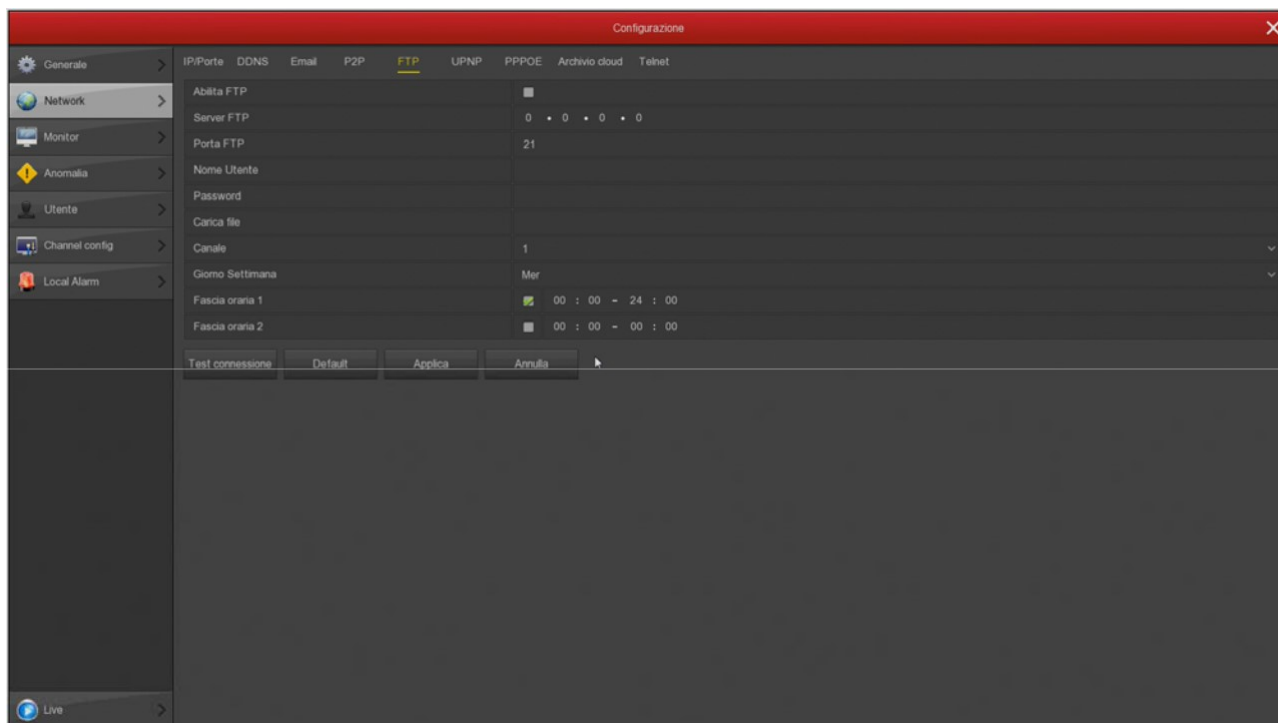 Configurazione
Generale
Network
Monitor
Anomalia
Utente
Channel config
Local Alarm
Live
IP/Porte DDNS Email P2P FTP UPNP PPPOE Archivio cloud Telnet
Abilita FTP
Server FTP 0 . 0 . 0 . 0
Porta FTP 21
Nome Utente
Password
Carica file
Canale 1
Giorno Settimana Mer
Fascia oraria 1 00 : 00 - 24 : 00
Fascia oraria 2 00 : 00 - 00 : 00
Test connessione Default Applica Annulla